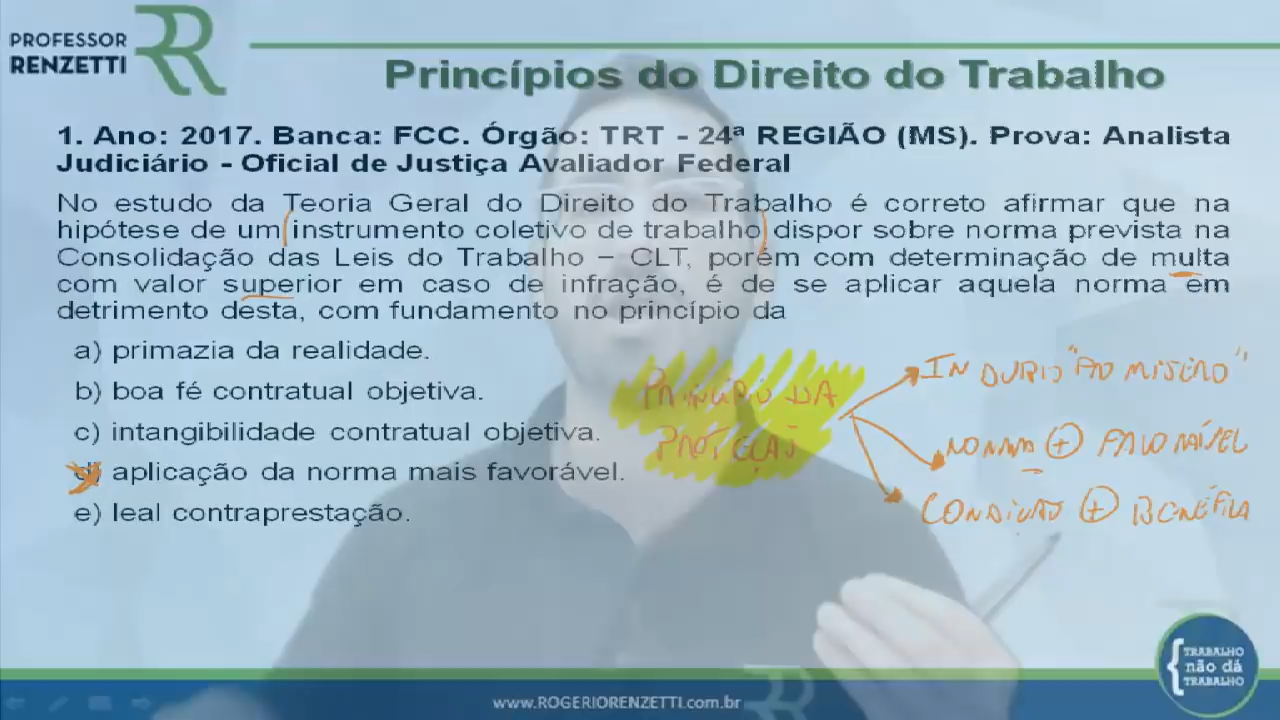 PROFESSOR
RENZETTI
Princípios do Direito do Trabalho
1. Ano: 2017. Banca: FCC. Órgão: TRT - 24ª REGIÃO (MS). Prova: Analista
Judiciário - Oficial de Justiça Avaliador Federal
No estudo da Teoria Geral do Direito do Trabalho é correto afirmar que na
hipótese de um instrumento coletivo de trabalho dispor sobre norma prevista na
Consolidação das Leis do Trabalho – CLT, porém com determinação de multa
com valor superior em caso de infração, é de se aplicar aquela norma em
detrimento desta, com fundamento no princípio da
a) primazia da realidade.
b) boa fé contratual objetiva.
c) intangibilidade contratual objetiva.
d) aplicação da norma mais favorável.
e) leal contraprestação.
PRINCÍPIO DA
PROTEÇÃO
IN DUBIO "AO MISERO"
NORMA + FAVORÁVEL
CONDIÇÃO + BENÉFICA
TRABALHO
não dá
TRABALHO
www.ROGERIORENZETTI.com.br